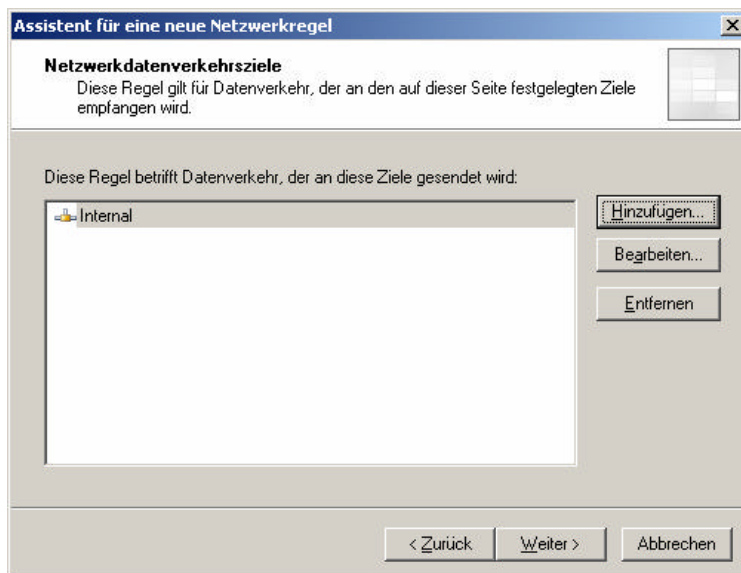 Assistent für eine neue Netzwerkregel
Netzwerkdatenverkehrsziele
Diese Regel gilt für Datenverkehr, der an den auf dieser Seite festgelegten Ziele
empfangen wird.
Diese Regel betrifft Datenverkehr, der an diese Ziele gesendet wird:
Internal
Hinzufügen...
Bearbeiten...
Entfernen
< Zurück
Weiter >
Abbrechen